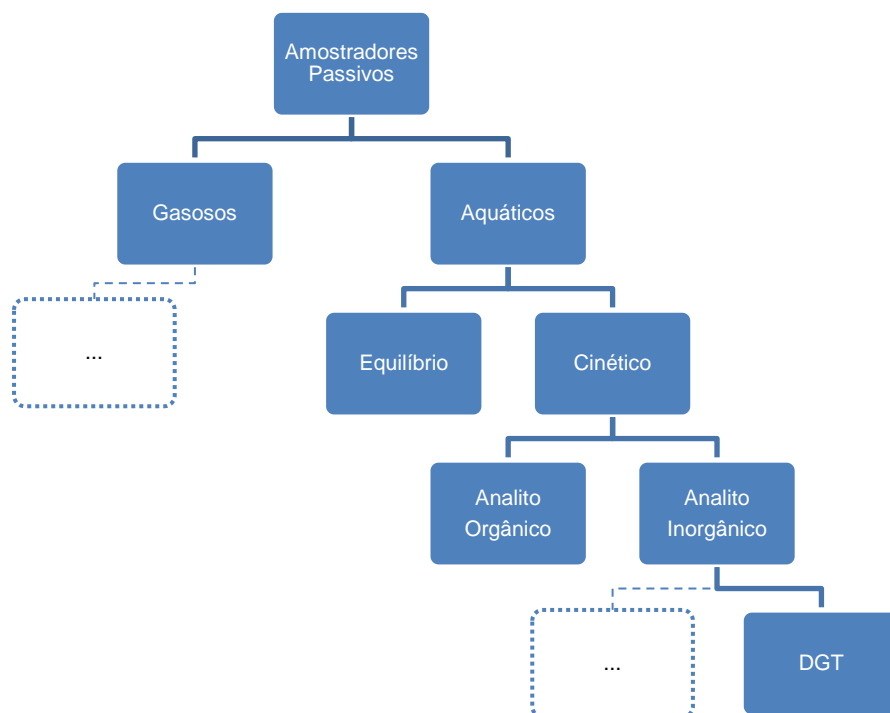 Amostradores
Passivos
Gasosos
Aquáticos
...
Equilíbrio
Cinético
Analito
Orgânico
Analito
Inorgânico
...
DGT